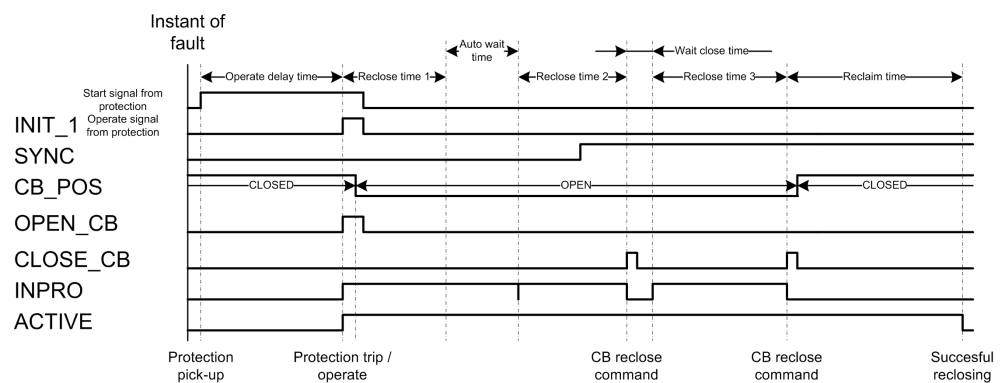 Instant of
fault
Auto wait
time
Wait close time
Operate delay time
Reclose time 1
Reclose time 2
Reclose time 3
Reclaim time
Start signal from
protection
INIT_1
Operate signal
from protection
SYNC
CB_POS
CLOSED
OPEN
CLOSED
OPEN_CB
CLOSE_CB
INPRO
ACTIVE
Protection
pick-up
Protection trip /
operate
CB reclose
command
CB reclose
command
Succesful
reclosing